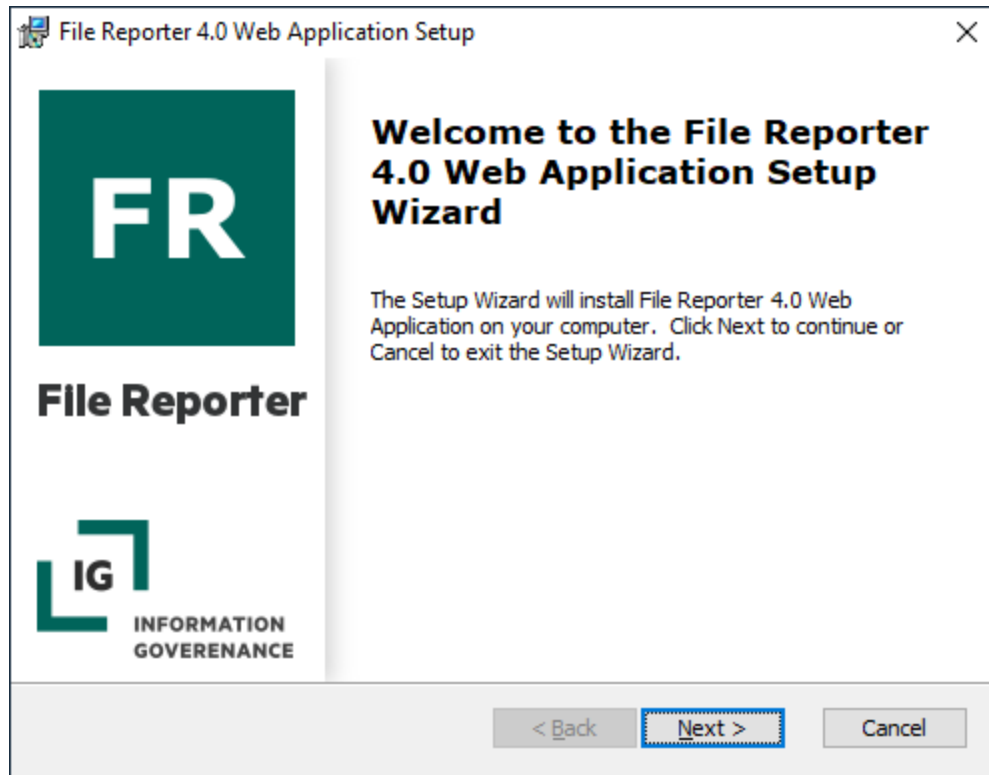 File Reporter 4.0 Web Application Setup
FR
File Reporter
IG
INFORMATION
GOVERENANCE
Welcome to the File Reporter
4.0 Web Application Setup
Wizard
The Setup Wizard will install File Reporter 4.0 Web
Application on your computer. Click Next to continue or
Cancel to exit the Setup Wizard.
< Back
Next >
Cancel